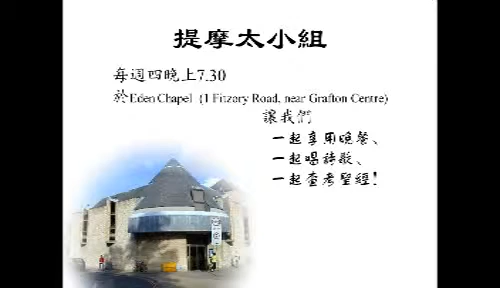 提摩太小組
每週四晚上7.30
於Eden Chapel (1 Fitzory Road, near Grafton Centre)
讓我們
一起享用晚餐、
一起唱詩歌、
一起查考聖經!